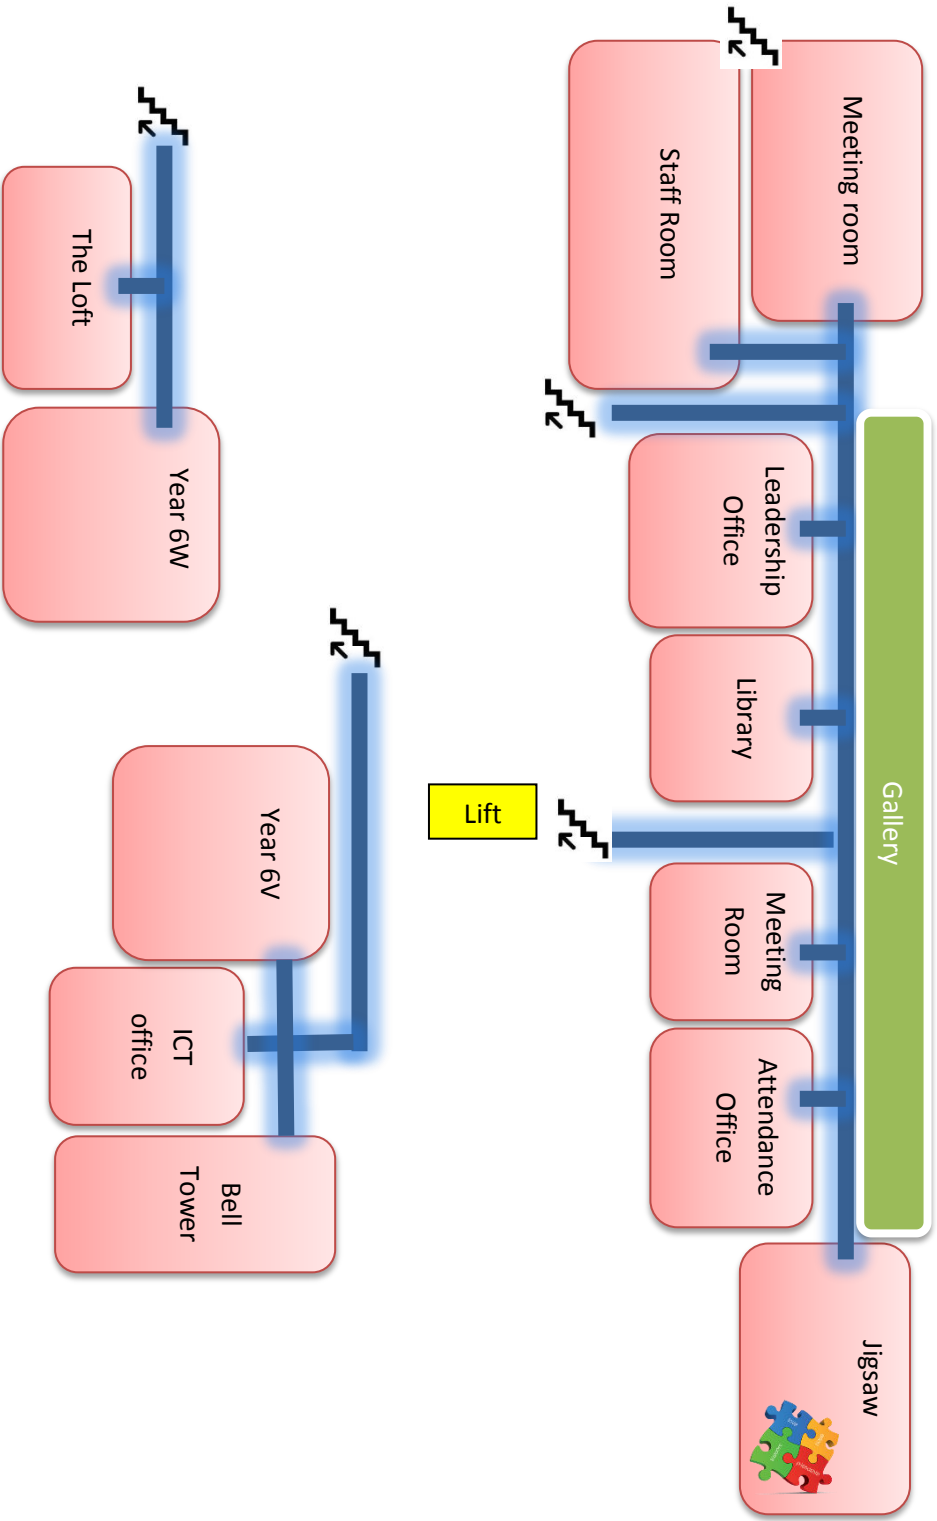 Meeting room
Staff Room
Gallery
Leadership
Office
Library
Meeting
Room
Attendance
Office
Jigsaw
Lift
The Loft
Year 6W
Year 6V
ICT
office
Bell
Tower